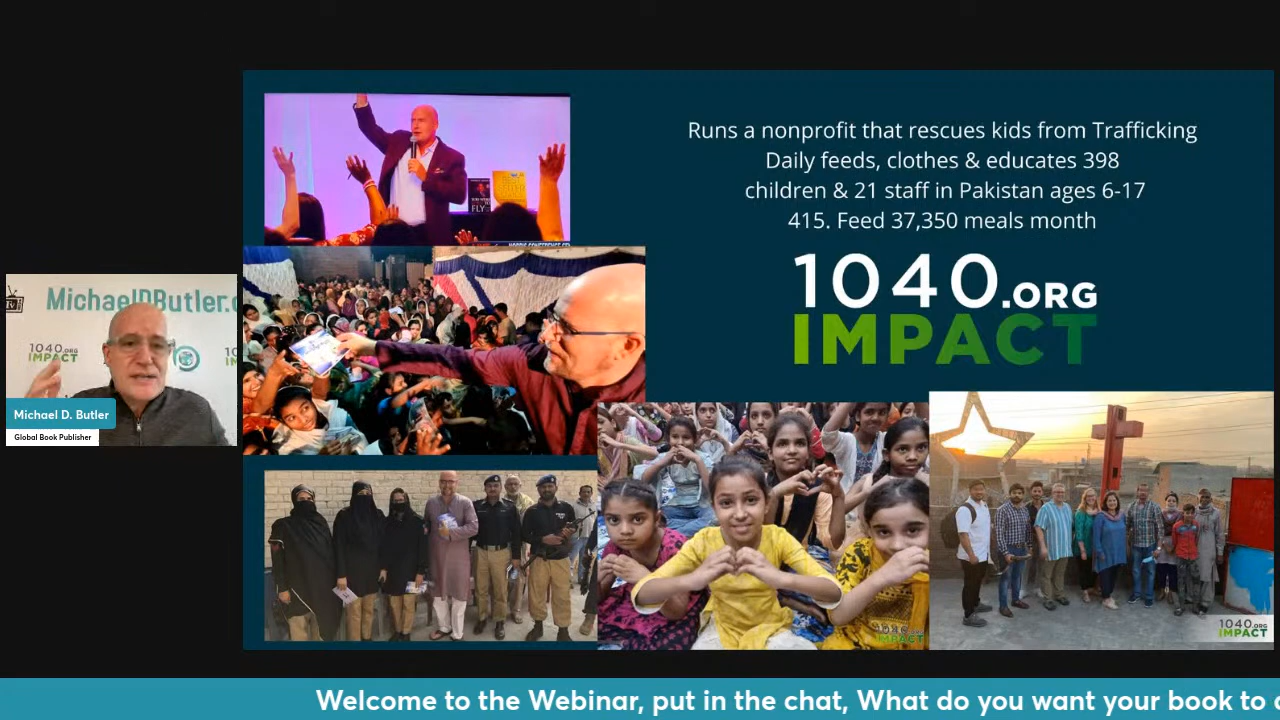 Runs a nonprofit that rescues kids from Trafficking
Daily feeds, clothes & educates 398
children & 21 staff in Pakistan ages 6-17
415. Feed 37,350 meals month
1040.ORG
IMPACT
FLY
MichaelDButler.c
1040.ORG
IMPACT
Michael D. Butler
Global Book Publisher
1040.ORG
IMPACT
1040.ORG
IMPACT
Welcome to the Webinar, put in the chat, What do you want your book to